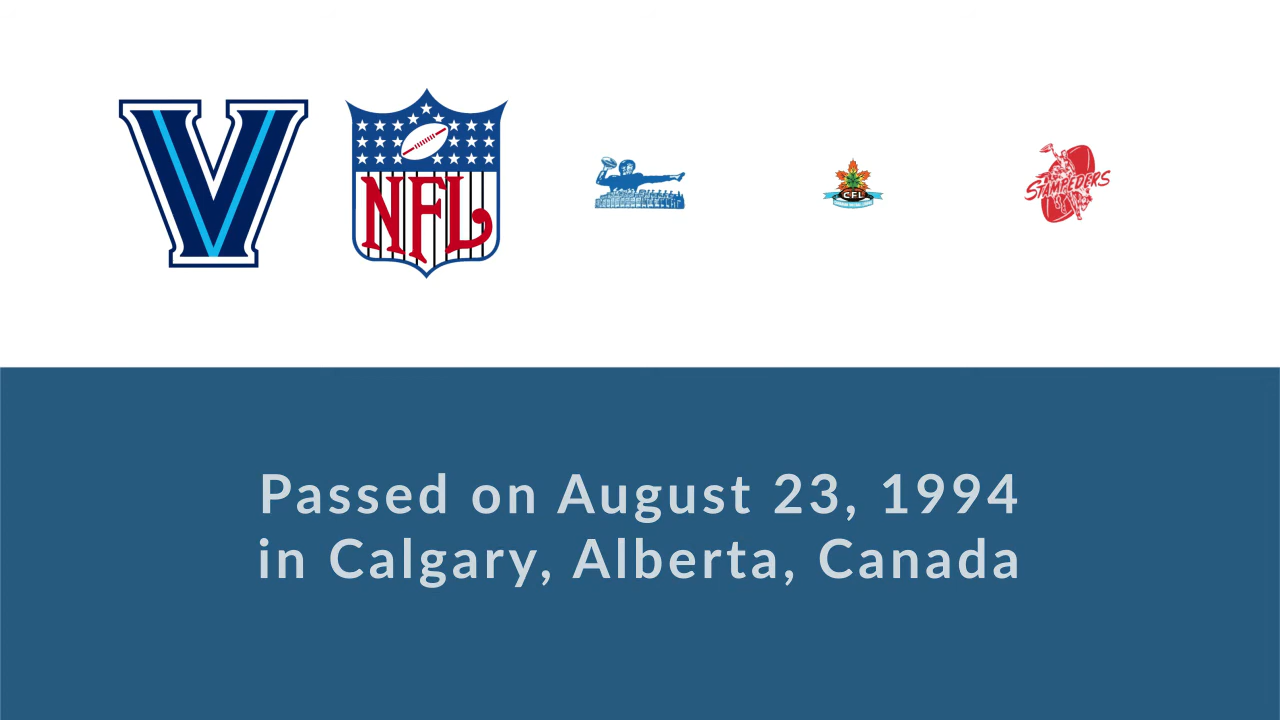 V
NFL
CFL
STAMPEDERS
Passed on August 23, 1994
in Calgary, Alberta, Canada